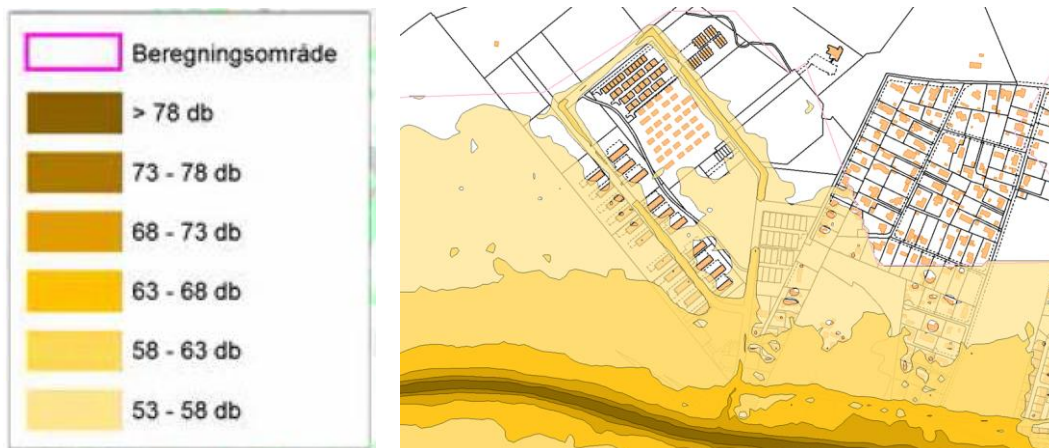 Beregningsområde
> 78 db
73 - 78 db
68 - 73 db
63 - 68 db
58 - 63 db
53 - 58 db